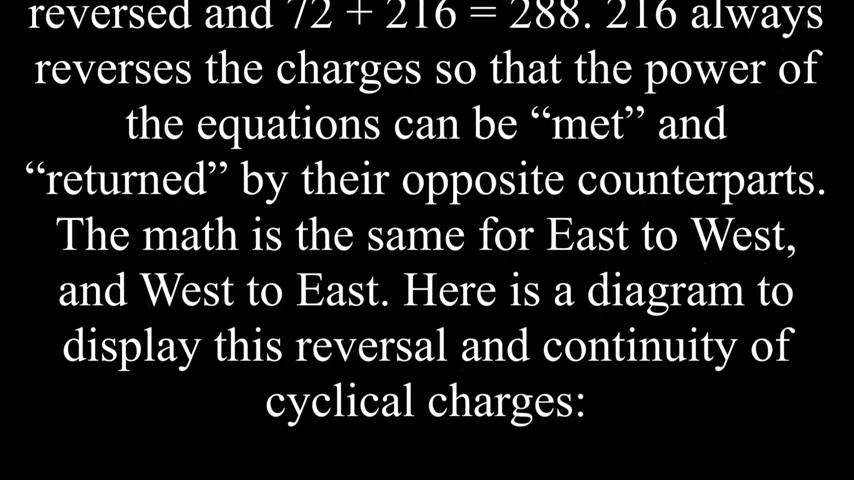 reversed and 72 + 216 = 288. 216 always
reverses the charges so that the power of
the equations can be “met” and
“returned” by their opposite counterparts.
The math is the same for East to West,
and West to East. Here is a diagram to
display this reversal and continuity of
cyclical charges: